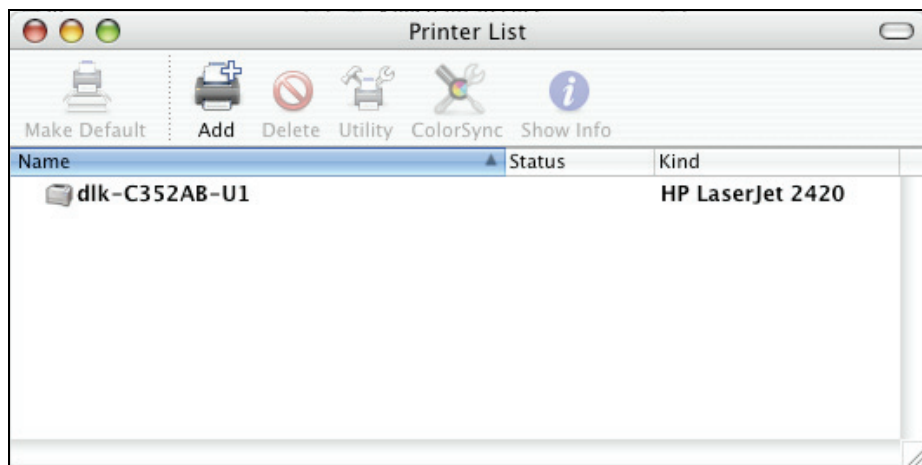 Printer List
Make Default Add Delete Utility ColorSync Show Info
Name Status Kind
dlk-C352AB-U1 HP LaserJet 2420